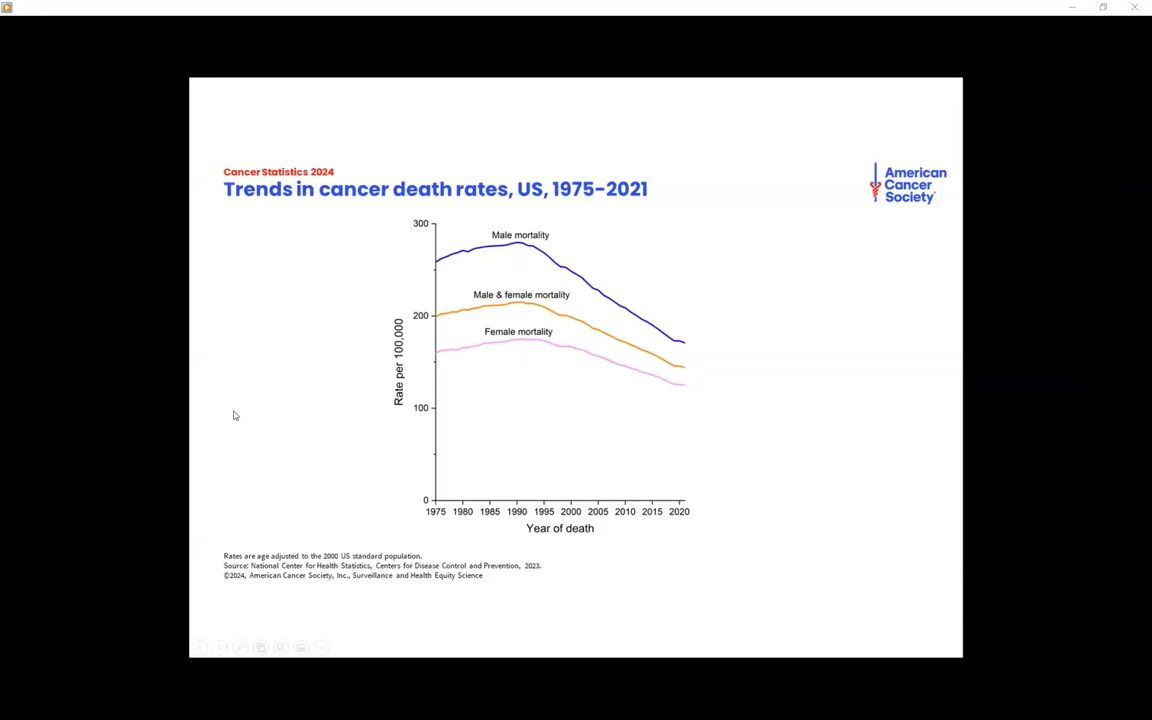 Cancer Statistics 2024
Trends in cancer death rates, US, 1975-2021
American
Cancer
Society
300
Male mortality
Male & female mortality
200
Female mortality
Rate per 100,000
100
0
1975 1980 1985 1990 1995 2000 2005 2010 2015 2020
Year of death
Rates are age adjusted to the 2000 US standard population.
Source: National Center for Health Statistics, Centers for Disease Control and Prevention, 2023.
©2024, American Cancer Society, Inc., Surveillance and Health Equity Science